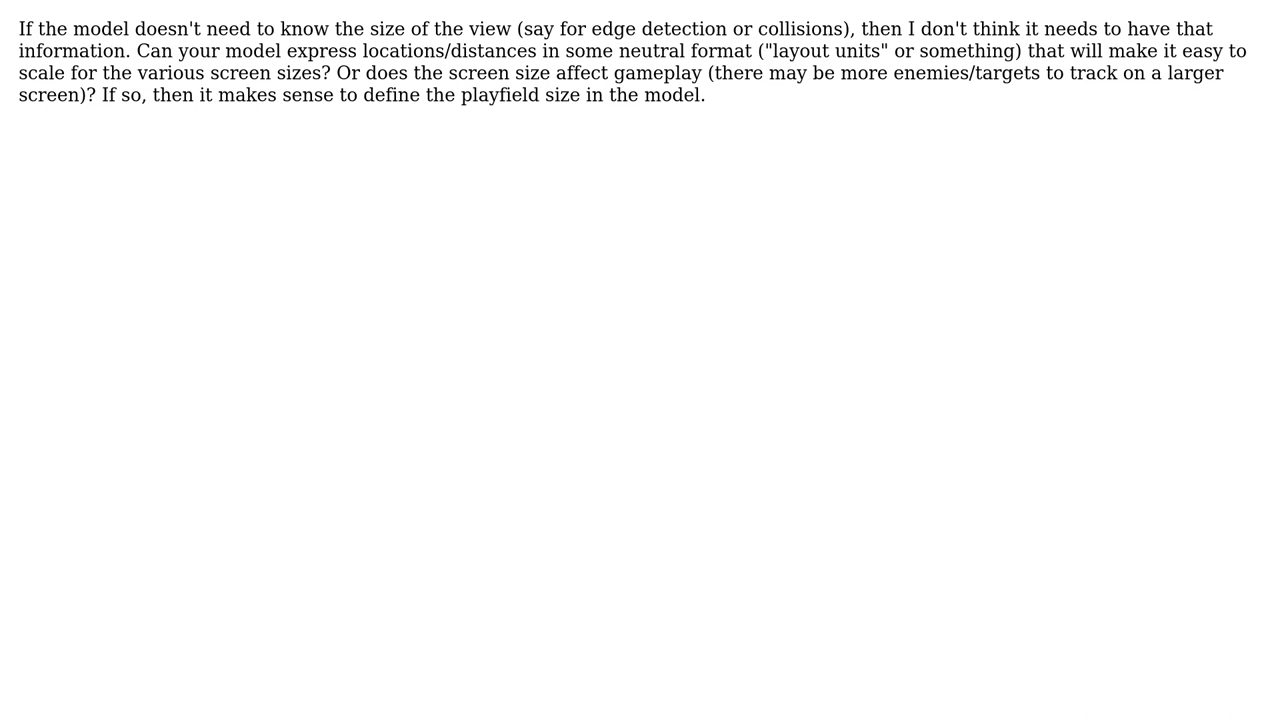 If the model doesn't need to know the size of the view (say for edge detection or collisions), then I don't think it needs to have that
information. Can your model express locations/distances in some neutral format ("layout units" or something) that will make it easy to
scale for the various screen sizes? Or does the screen size affect gameplay (there may be more enemies/targets to track on a larger
screen)? If so, then it makes sense to define the playfield size in the model.